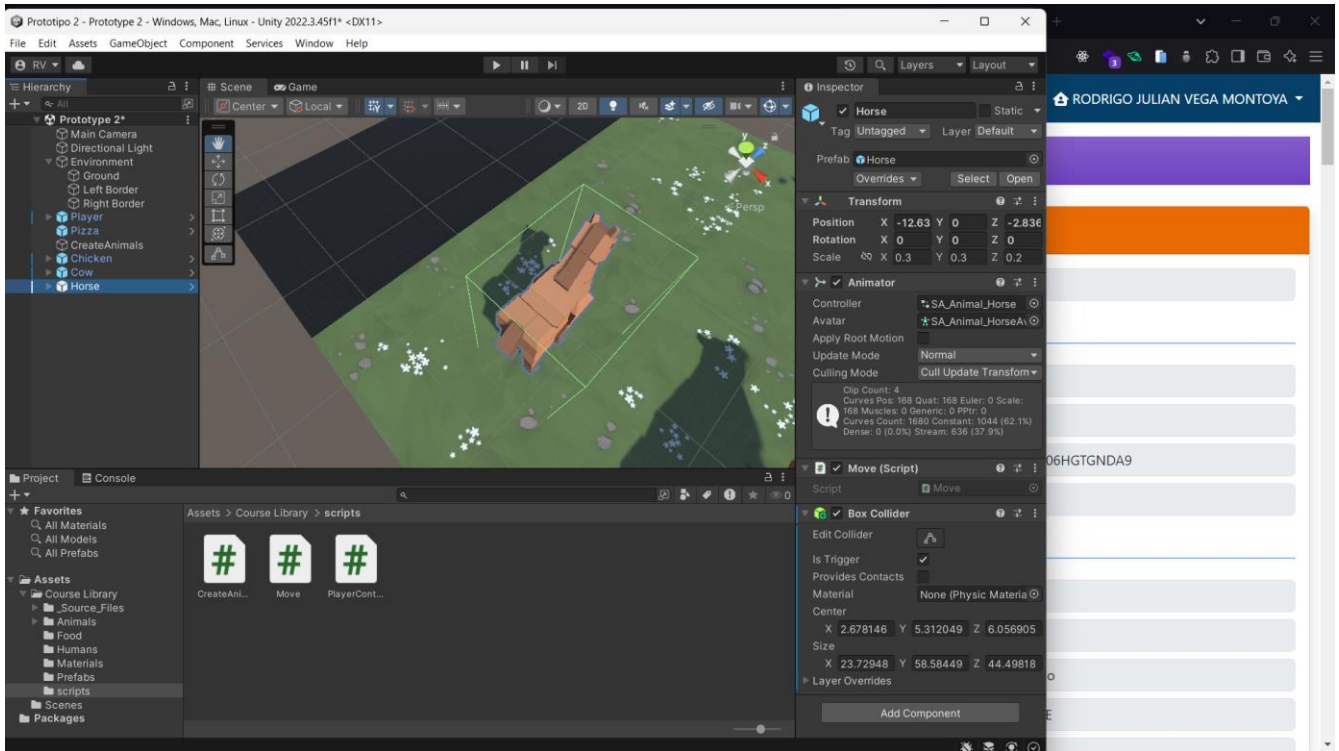 Prototipo 2 - Prototype 2 - Windows, Mac, Linux - Unity 2022.3.45f1* <DX11>
File Edit Assets GameObject Component Services Window Help
RV
Layers
Layout
Hierarchy
All
Prototype 2*
Main Camera
Directional Light
Environment
Ground
Left Border
Right Border
Player
Pizza
CreateAnimals
Chicken
Cow
Horse
Scene
Game
Center
Local
2D
y
z
x
Persp
Inspector
Horse
Static
Tag Untagged
Layer Default
Prefab Horse
Overrides
Select
Open
Transform
Position X -12.63 Y 0 Z -2.836
Rotation X 0 Y 0 Z 0
Scale X 0.3 Y 0.3 Z 0.2
Animator
Controller SA_Animal_Horse
Avatar SA_Animal_HorseAv
Apply Root Motion
Update Mode Normal
Culling Mode Cull Update Transform
Clip Count: 4
Curves Pos: 168 Quat: 168 Euler: 0 Scale:
168 Muscles: 0 Generic: 0 PPtr: 0
Curves Count: 1680 Constant: 1044 (62.1%)
Dense: 0 (0.0%) Stream: 636 (37.9%)
Move (Script)
Script Move
Box Collider
Edit Collider
Is Trigger
Provides Contacts
Material None (Physic Materia
Center
X 2.678146 Y 5.312049 Z 6.056905
Size
X 23.72948 Y 58.58449 Z 44.49818
Layer Overrides
Add Component
Project
Console
0
Favorites
All Materials
All Models
All Prefabs
Assets
Course Library
_Source_Files
Animals
Food
Humans
Materials
Prefabs
scripts
Scenes
Packages
Assets > Course Library > scripts
CreateAni...
Move
PlayerCont...
3
RODRIGO JULIAN VEGA MONTOYA
06HGTGNDA9
o
E